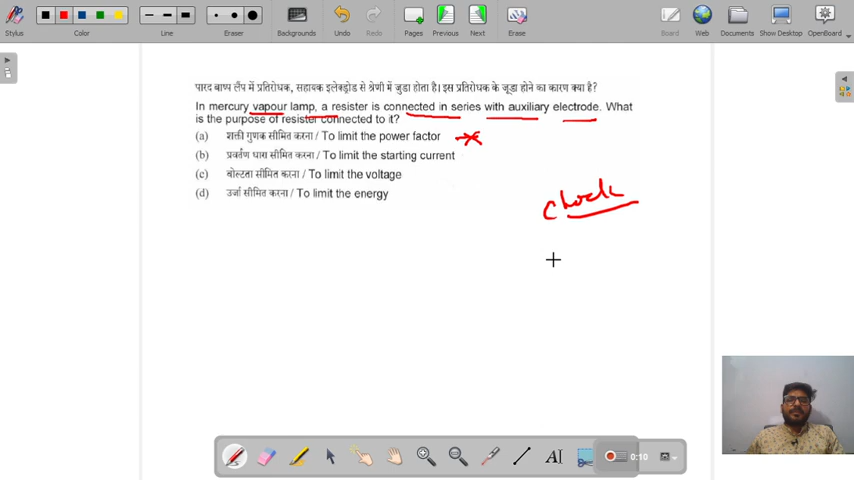 Stylus
Color
Line
Eraser
Backgrounds
Undo
Redo
Pages
Previous
Next
Erase
Board
Web
Documents
Show Desktop
OpenBoard
पारद बाष्प लैंप में प्रतिरोधक, सहायक इलेक्ट्रोड से श्रेणी में जुडा होता है। इस प्रतिरोधक के जूडा होने का कारण क्या है?
In mercury vapour lamp, a resister is connected in series with auxiliary electrode. What
is the purpose of resister connected to it?
(a) शक्ती गुणक सीमित करना / To limit the power factor
(b) प्रवर्तण धारा सीमित करना / To limit the starting current
(c) बोल्टता सीमित करना / To limit the voltage
(d) उर्जा सीमित करना / To limit the energy
chock
0:10